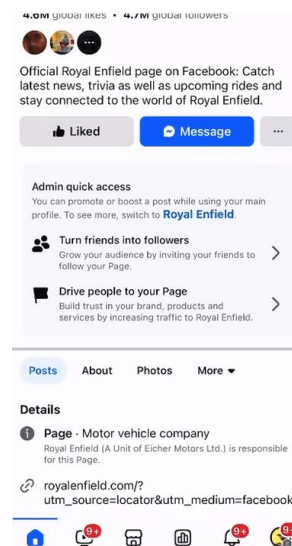 4.6M global likes • 4.7M global followers
Official Royal Enfield page on Facebook: Catch
latest news, trivia as well as upcoming rides and
stay connected to the world of Royal Enfield.
Liked
Message
Admin quick access
You can promote or boost a post while using your main
profile. To see more, switch to Royal Enfield.
Turn friends into followers
Grow your audience by inviting your friends to
follow your Page.
Drive people to your Page
Build trust in your brand, products and
services by increasing traffic to Royal Enfield.
Posts About Photos More
Details
Page · Motor vehicle company
Royal Enfield (A Unit of Eicher Motors Ltd.) is responsible
for this Page.
royalenfield.com/?
utm_source=locator&utm_medium=facebook
9+ 9+ 9+